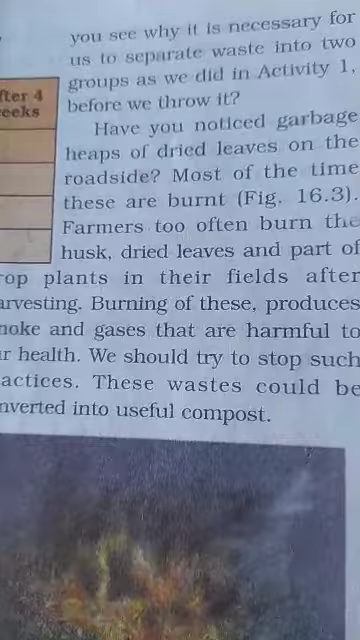 you see why it is necessary for
us to separate waste into two
groups as we did in Activity 1,
before we throw it?
fter 4
eeks
Have you noticed garbage
heaps of dried leaves on the
roadside? Most of the time
these are burnt (Fig. 16.3).
Farmers too often burn the
husk, dried leaves and part of
rop plants in their fields after
arvesting. Burning of these, produces
moke and gases that are harmful to
ur health. We should try to stop such
actices. These wastes could be
nverted into useful compost.